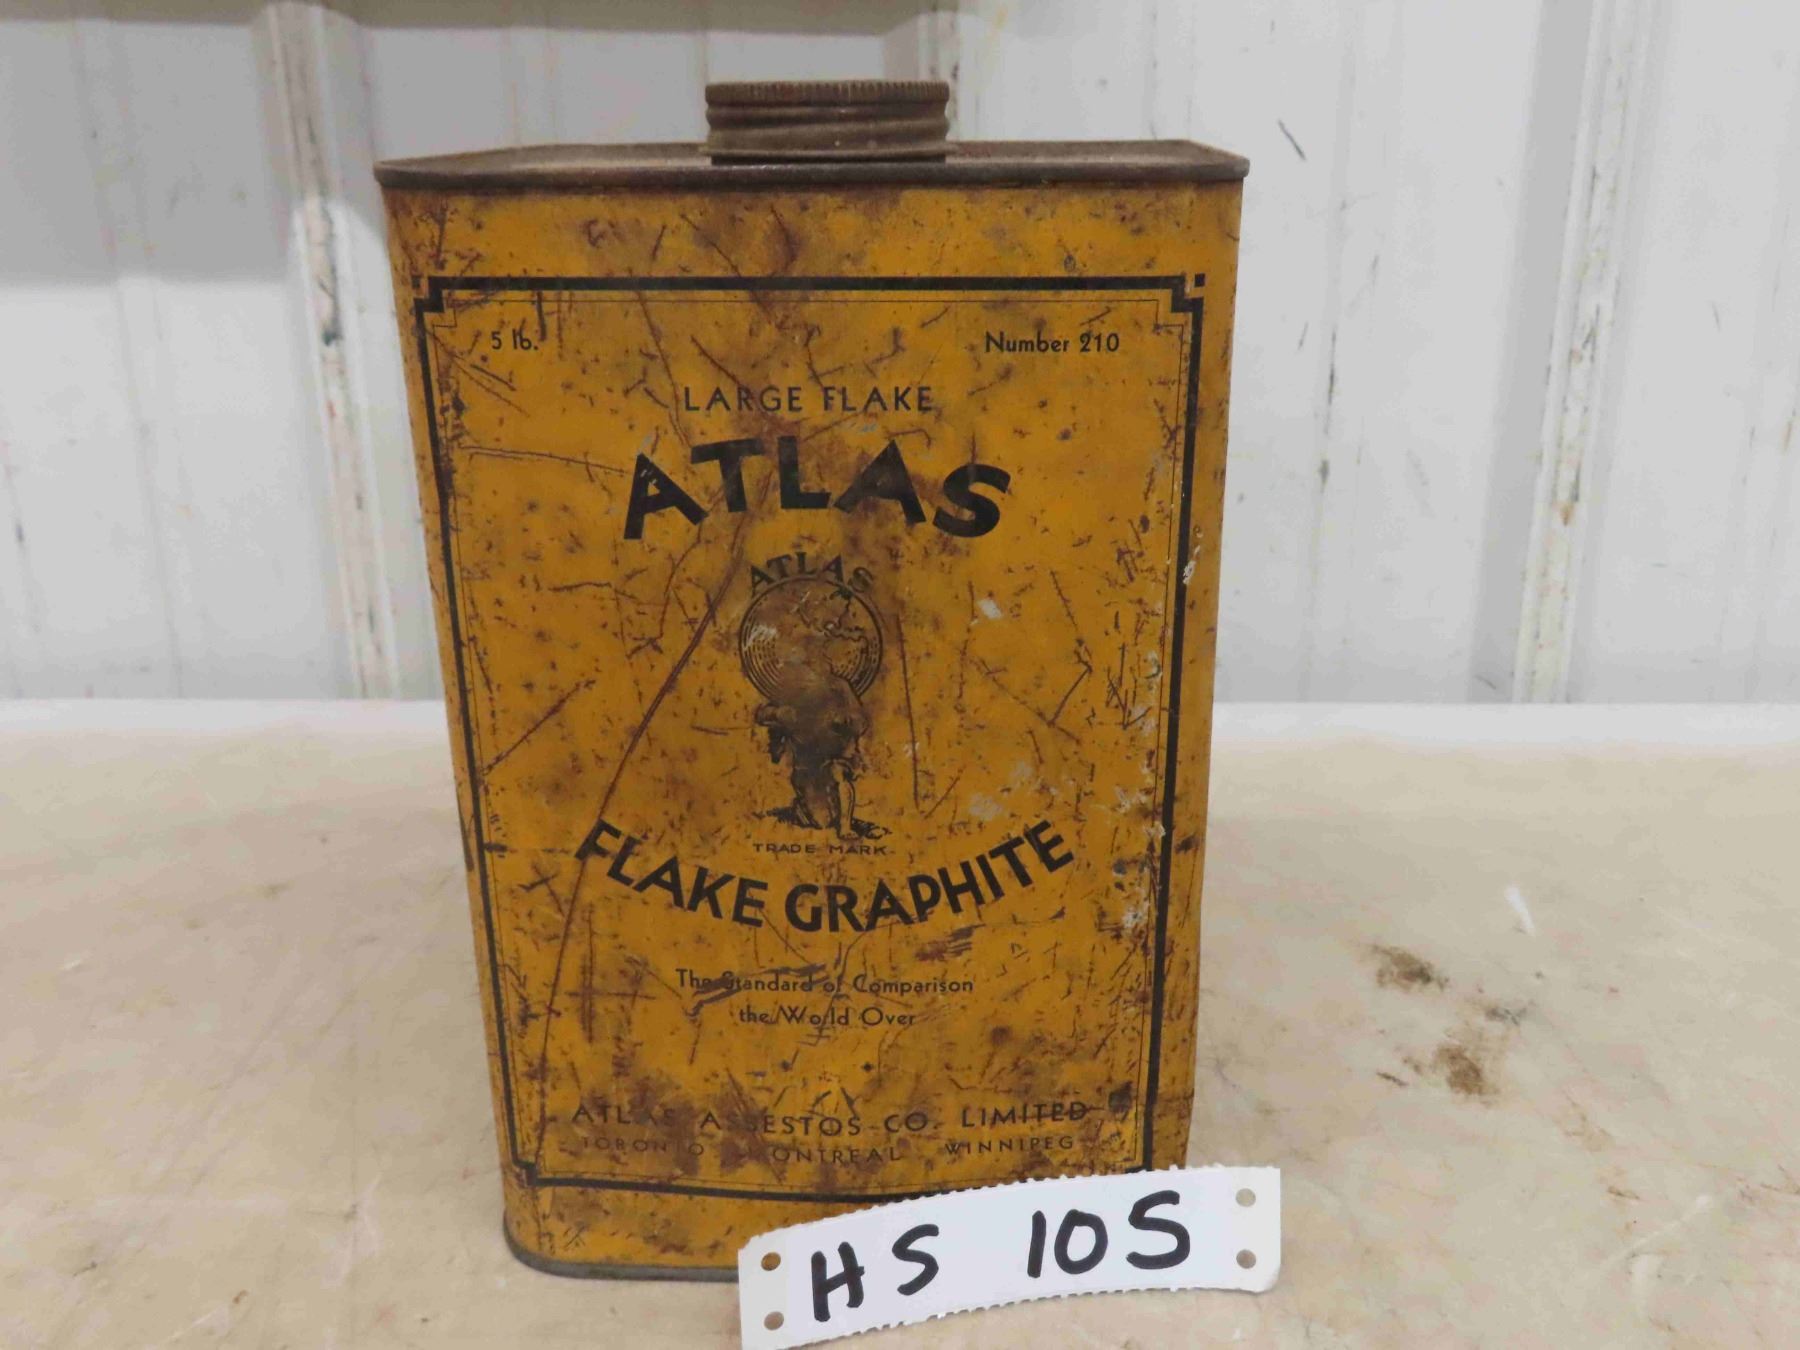 5 lb.
Number 210
LARGE FLAKE
ATLAS
ATLAS
TRADE MARK
FLAKE GRAPHITE
The Standard of Comparison
the World Over
ATLAS ASBESTOS CO. LIMITED
TORONTO MONTREAL WINNIPEG
HS 105